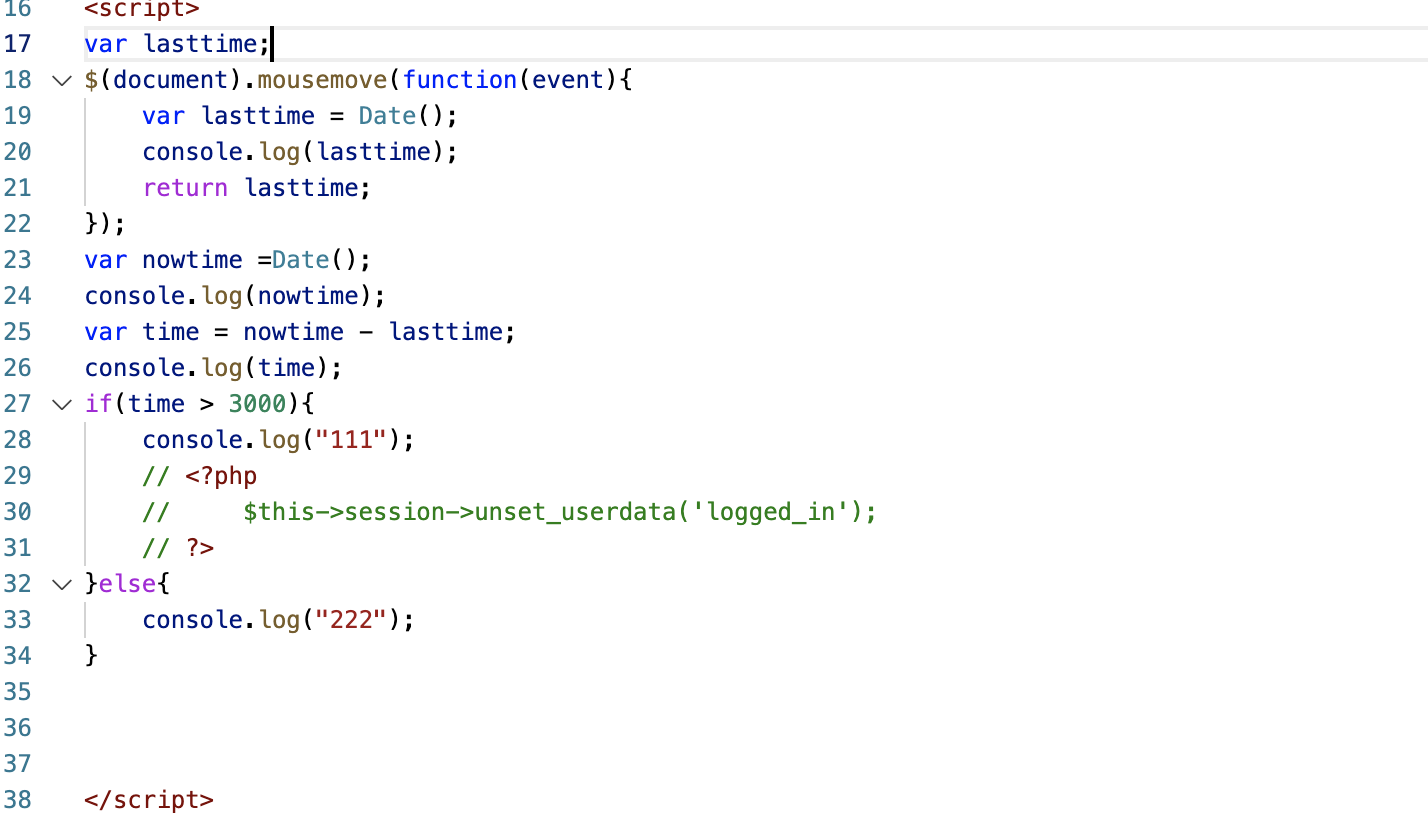 16 <script>
17 var lasttime;
18 $(document).mousemove(function(event){
19 var lasttime = Date();
20 console.log(lasttime);
21 return lasttime;
22 });
23 var nowtime =Date();
24 console.log(nowtime);
25 var time = nowtime - lasttime;
26 console.log(time);
27 if(time > 3000){
28 console.log("111");
29 // <?php
30 //     $this->session->unset_userdata('logged_in');
31 // ?>
32 }else{
33 console.log("222");
34 }
35
36
37
38 </script>